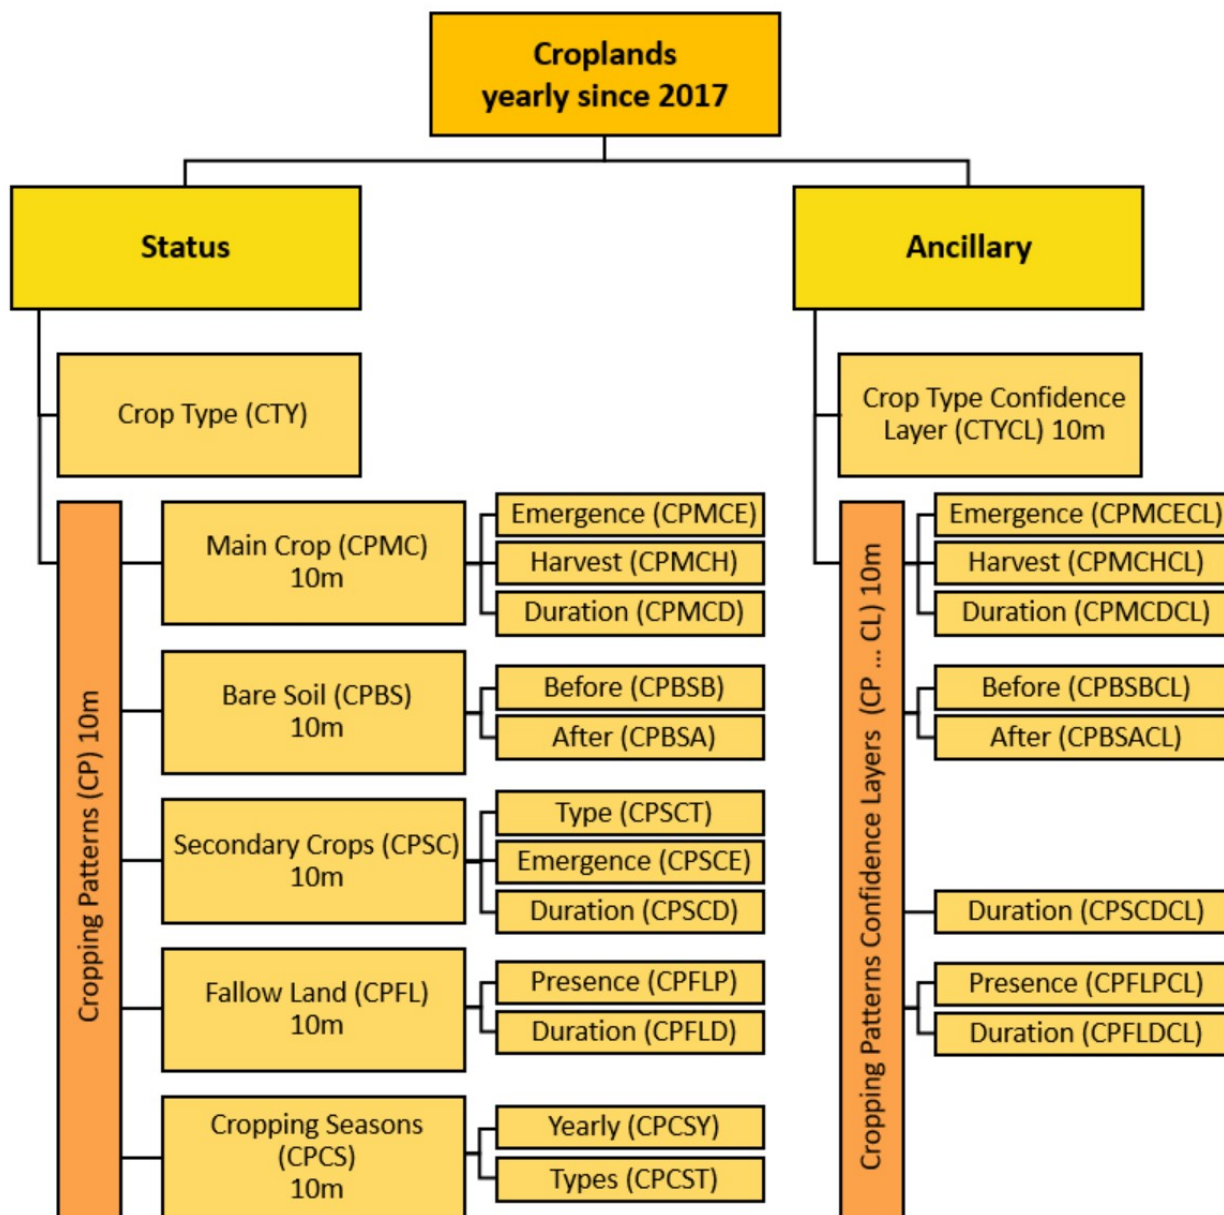 Croplands
yearly since 2017
Status
Ancillary
Crop Type (CTY)
Crop Type Confidence
Layer (CTYCL) 10m
Cropping Patterns (CP) 10m
Main Crop (CPMC)
10m
Emergence (CPMCE)
Harvest (CPMCH)
Duration (CPMCD)
Bare Soil (CPBS)
10m
Before (CPBSB)
After (CPBSA)
Secondary Crops (CPSC)
10m
Type (CPSCT)
Emergence (CPSCE)
Duration (CPSCD)
Fallow Land (CPFL)
10m
Presence (CPFLP)
Duration (CPFLD)
Cropping Seasons
(CPCS)
10m
Yearly (CPCSY)
Types (CPCST)
Cropping Patterns Confidence Layers (CP ... CL) 10m
Emergence (CPMCECL)
Harvest (CPMCHCL)
Duration (CPMCDCL)
Before (CPBSBCL)
After (CPBSACL)
Duration (CPSCDCL)
Presence (CPFLPCL)
Duration (CPFLDCL)